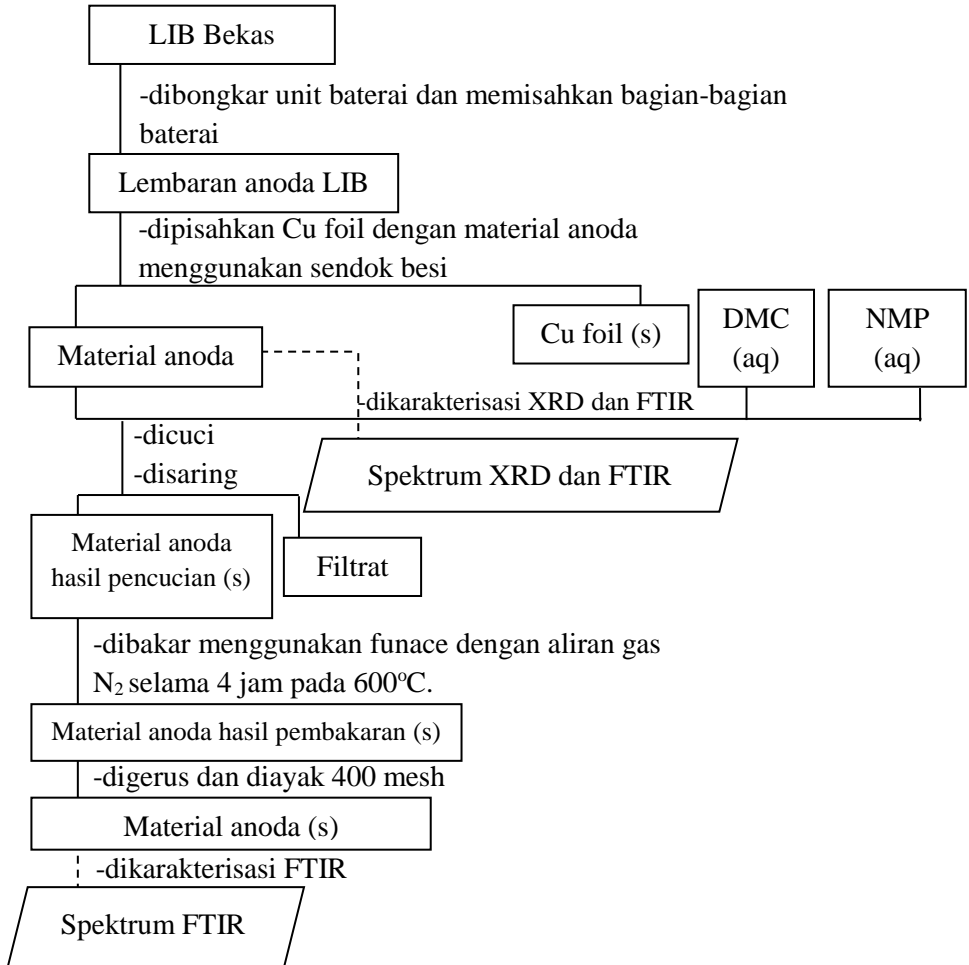 LIB Bekas
-dibongkar unit baterai dan memisahkan bagian-bagian
baterai
Lembaran anoda LIB
-dipisahkan Cu foil dengan material anoda
menggunakan sendok besi
Cu foil (s)
DMC
(aq)
NMP
(aq)
Material anoda
-dikarakterisasi XRD dan FTIR
-dicuci
-disaring
Spektrum XRD dan FTIR
Material anoda
hasil pencucian (s)
Filtrat
-dibakar menggunakan funace dengan aliran gas
N₂ selama 4 jam pada 600°C.
Material anoda hasil pembakaran (s)
-digerus dan diayak 400 mesh
Material anoda (s)
-dikarakterisasi FTIR
Spektrum FTIR